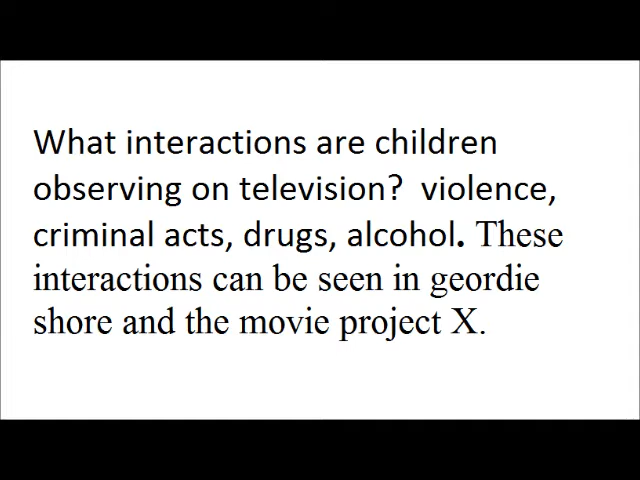 What interactions are children
observing on television?  violence,
criminal acts, drugs, alcohol. These
interactions can be seen in geordie
shore and the movie project X.